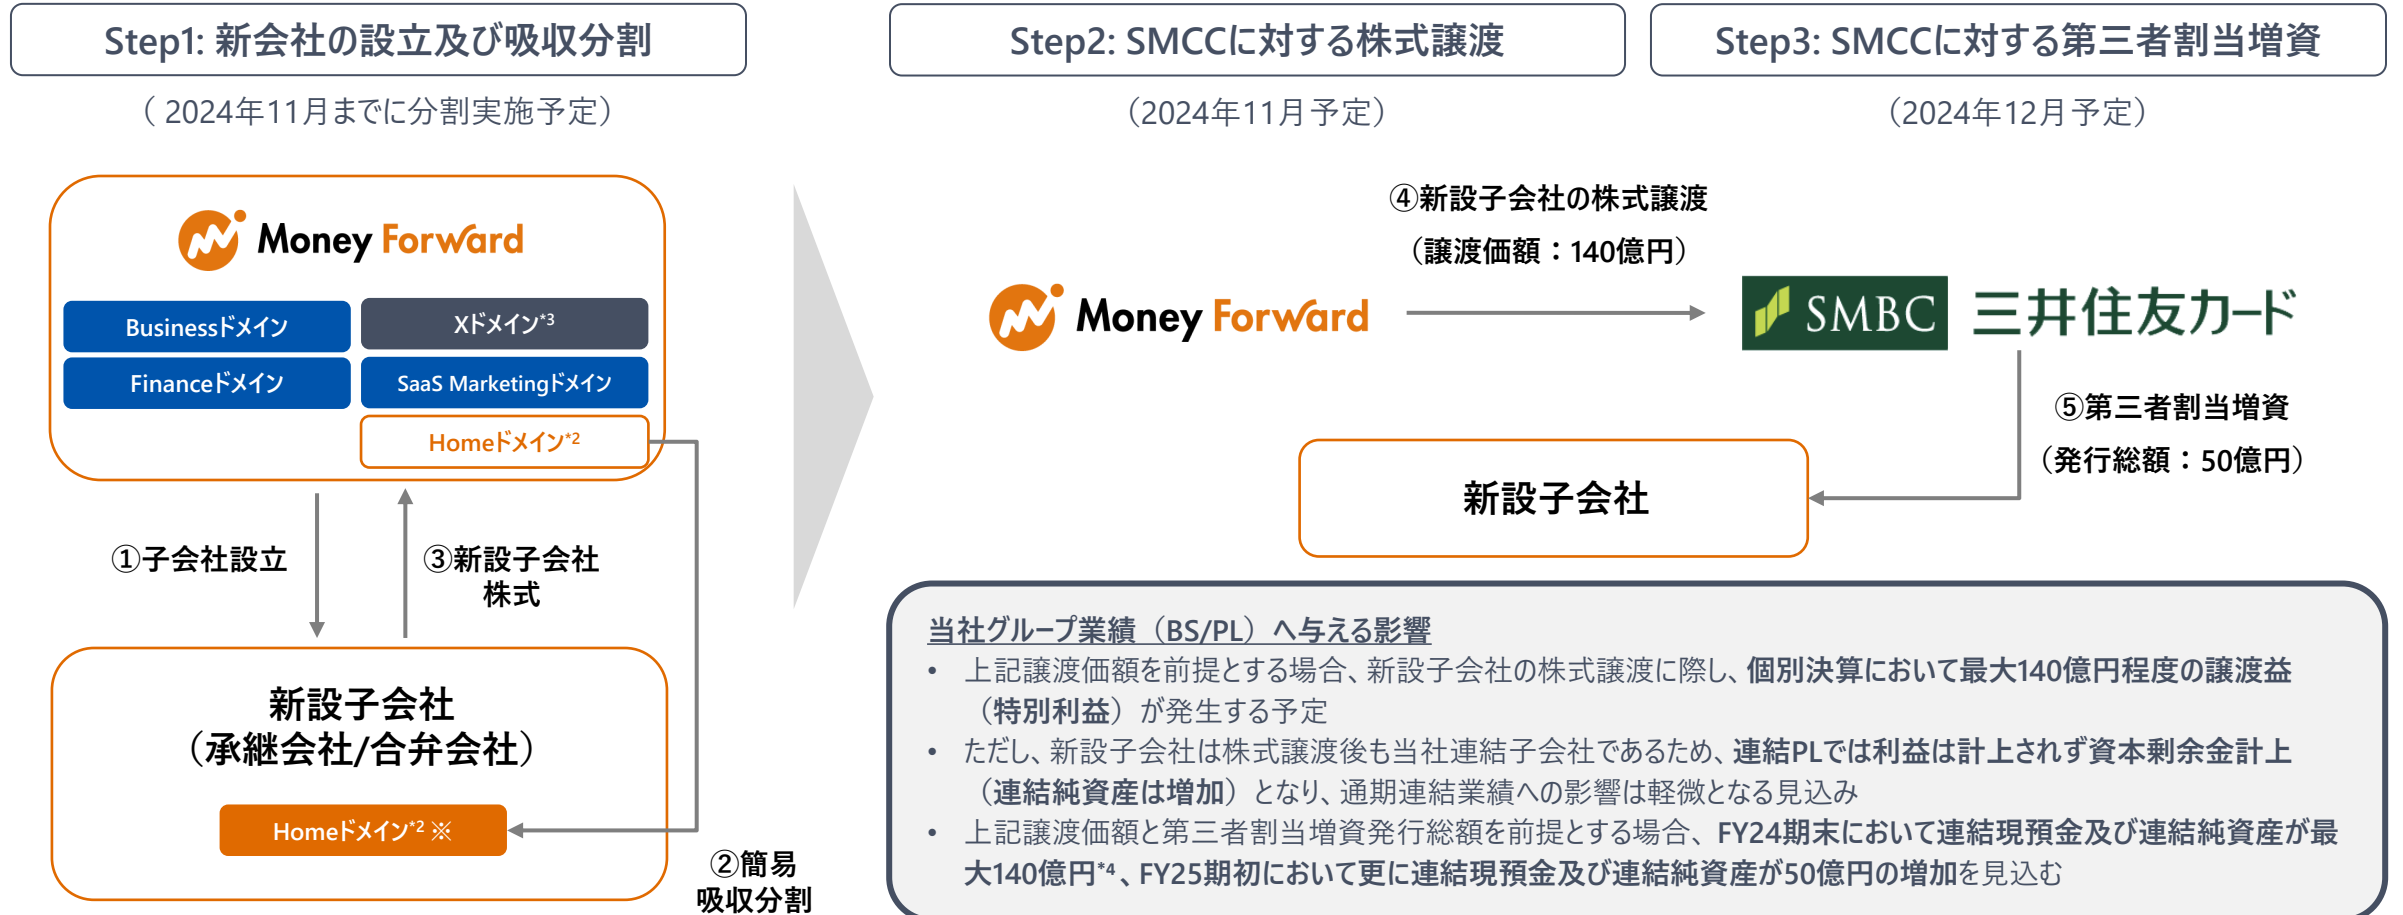 Step1: 新会社の設立及び吸収分割
（ 2024年11月までに分割実施予定）
Money Forward
Businessドメイン
Xドメイン*3
Financeドメイン
SaaS Marketingドメイン
Homeドメイン*2
①子会社設立
③新設子会社
株式
新設子会社
（承継会社/合弁会社）
Homeドメイン*2 ※
②簡易
吸収分割
Step2: SMCCに対する株式譲渡
（2024年11月予定）
Step3: SMCCに対する第三者割当増資
（2024年12月予定）
④新設子会社の株式譲渡
（譲渡価額：140億円）
Money Forward
SMBC 三井住友カード
⑤第三者割当増資
（発行総額：50億円）
新設子会社
当社グループ業績（BS/PL）へ与える影響
• 上記譲渡価額を前提とする場合、新設子会社の株式譲渡に際し、個別決算において最大140億円程度の譲渡益
（特別利益）が発生する予定
• ただし、新設子会社は株式譲渡後も当社連結子会社であるため、連結PLでは利益は計上されず資本剰余金計上
（連結純資産は増加）となり、通期連結業績への影響は軽微となる見込み
• 上記譲渡価額と第三者割当増資発行総額を前提とする場合、FY24期末において連結現預金及び連結純資産が最
大140億円*4、FY25期初において更に連結現預金及び連結純資産が50億円の増加を見込む